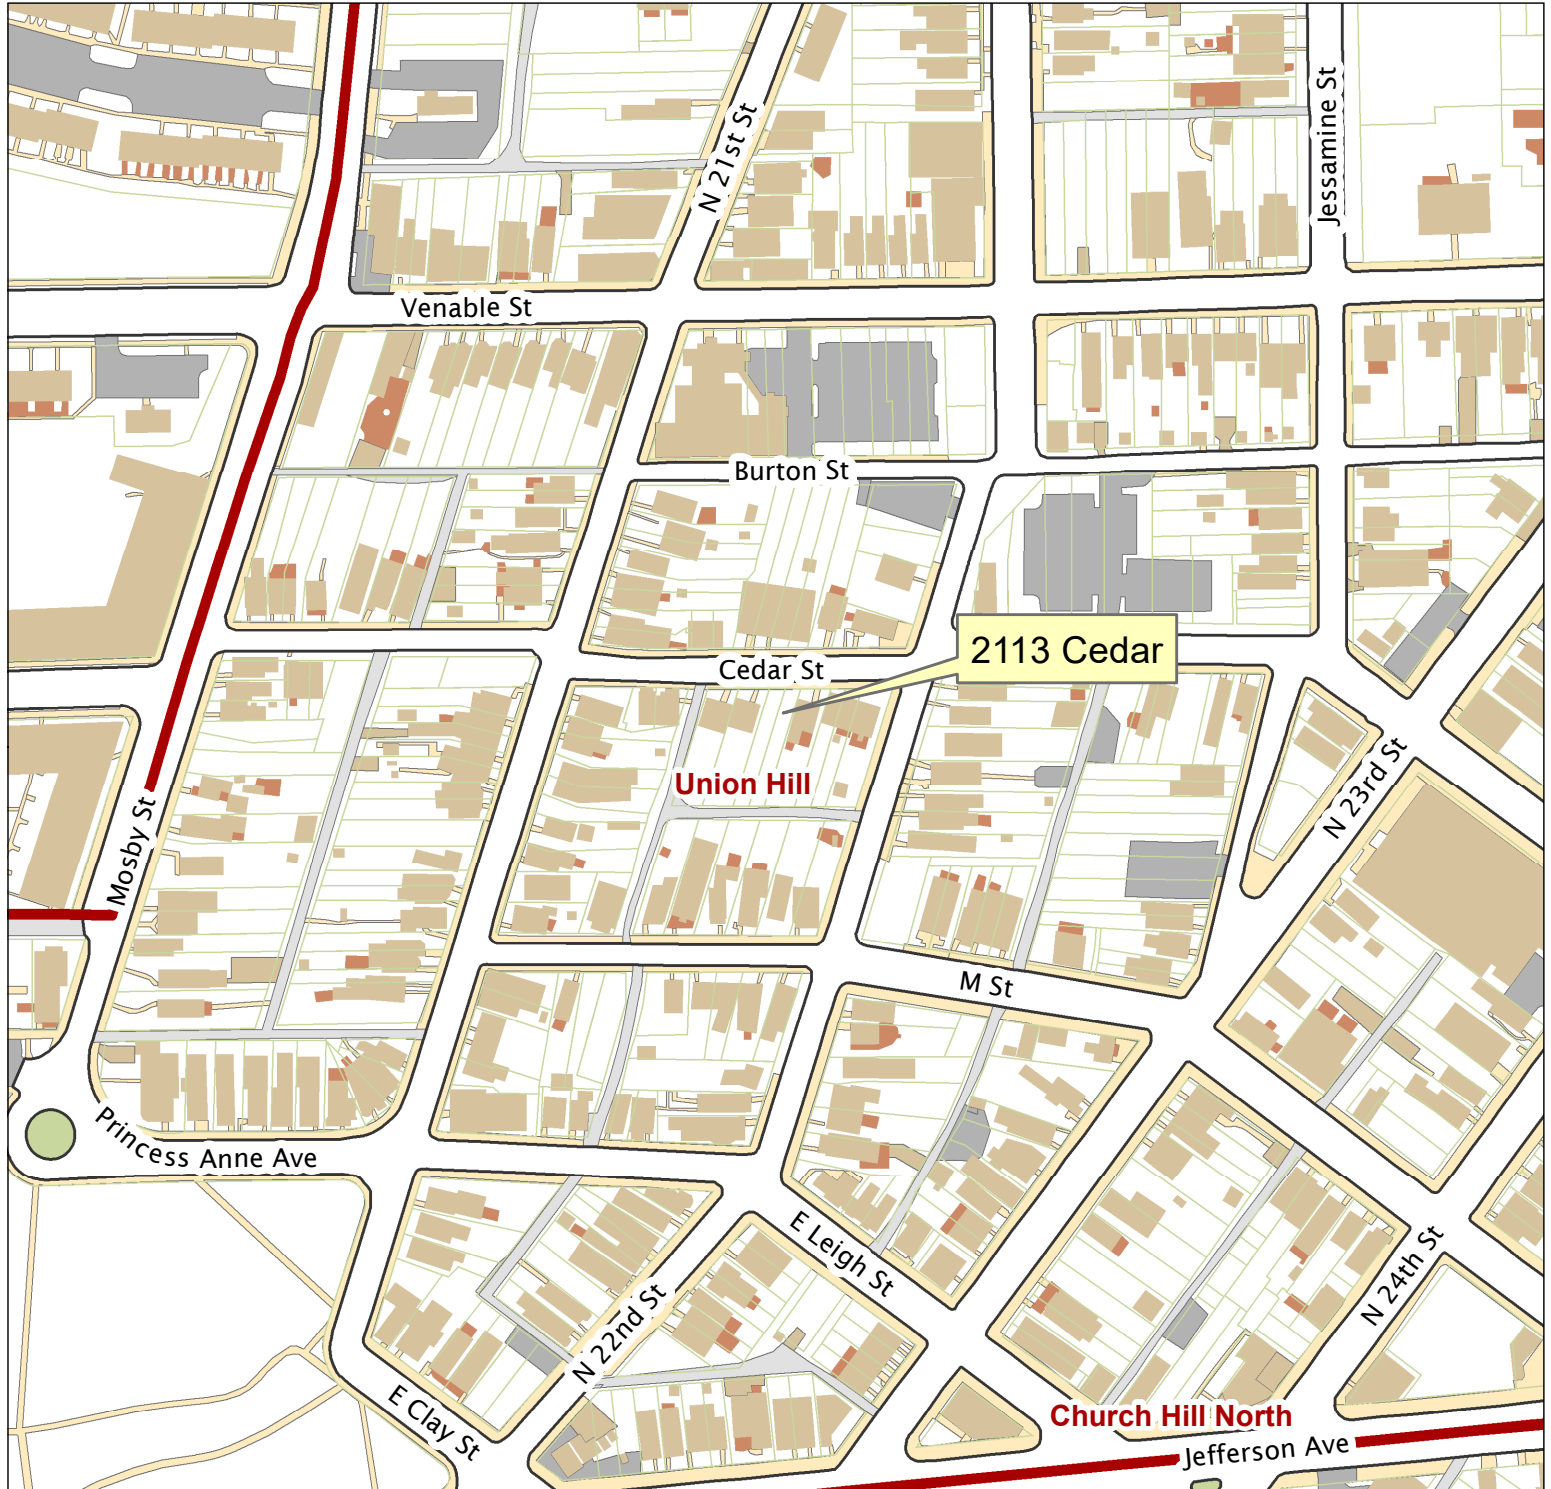 Jessamine St
N 21st St
Venable St
Burton St
2113 Cedar
Cedar St
Union Hill
N 23rd St
Mosby St
M St
Princess Anne Ave
E Leigh St
N 24th St
N 22nd St
E Clay St
Church Hill North
Jefferson Ave